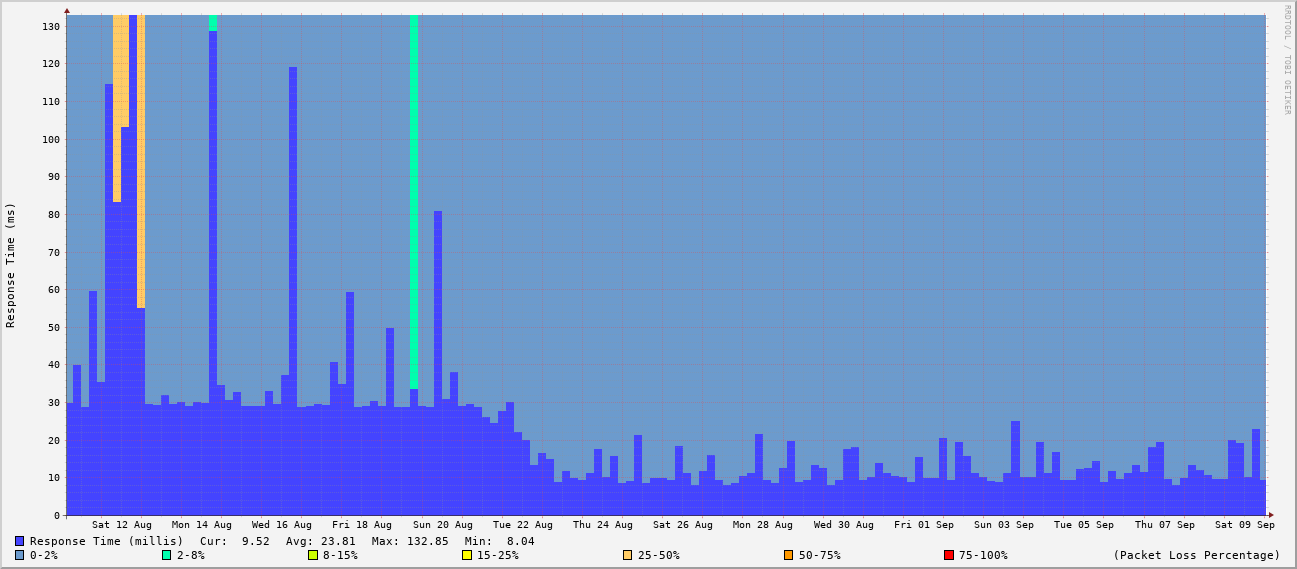 RRDTOOL / TOBI OETIKER
Response Time (ms)
130
120
110
100
90
80
70
60
50
40
30
20
10
0
Sat 12 Aug Mon 14 Aug Wed 16 Aug Fri 18 Aug Sun 20 Aug Tue 22 Aug Thu 24 Aug Sat 26 Aug Mon 28 Aug Wed 30 Aug Fri 01 Sep Sun 03 Sep Tue 05 Sep Thu 07 Sep Sat 09 Sep
Response Time (millis) Cur: 9.52 Avg: 23.81 Max: 132.85 Min: 8.04
0-2% 2-8% 8-15% 15-25% 25-50% 50-75% 75-100% (Packet Loss Percentage)